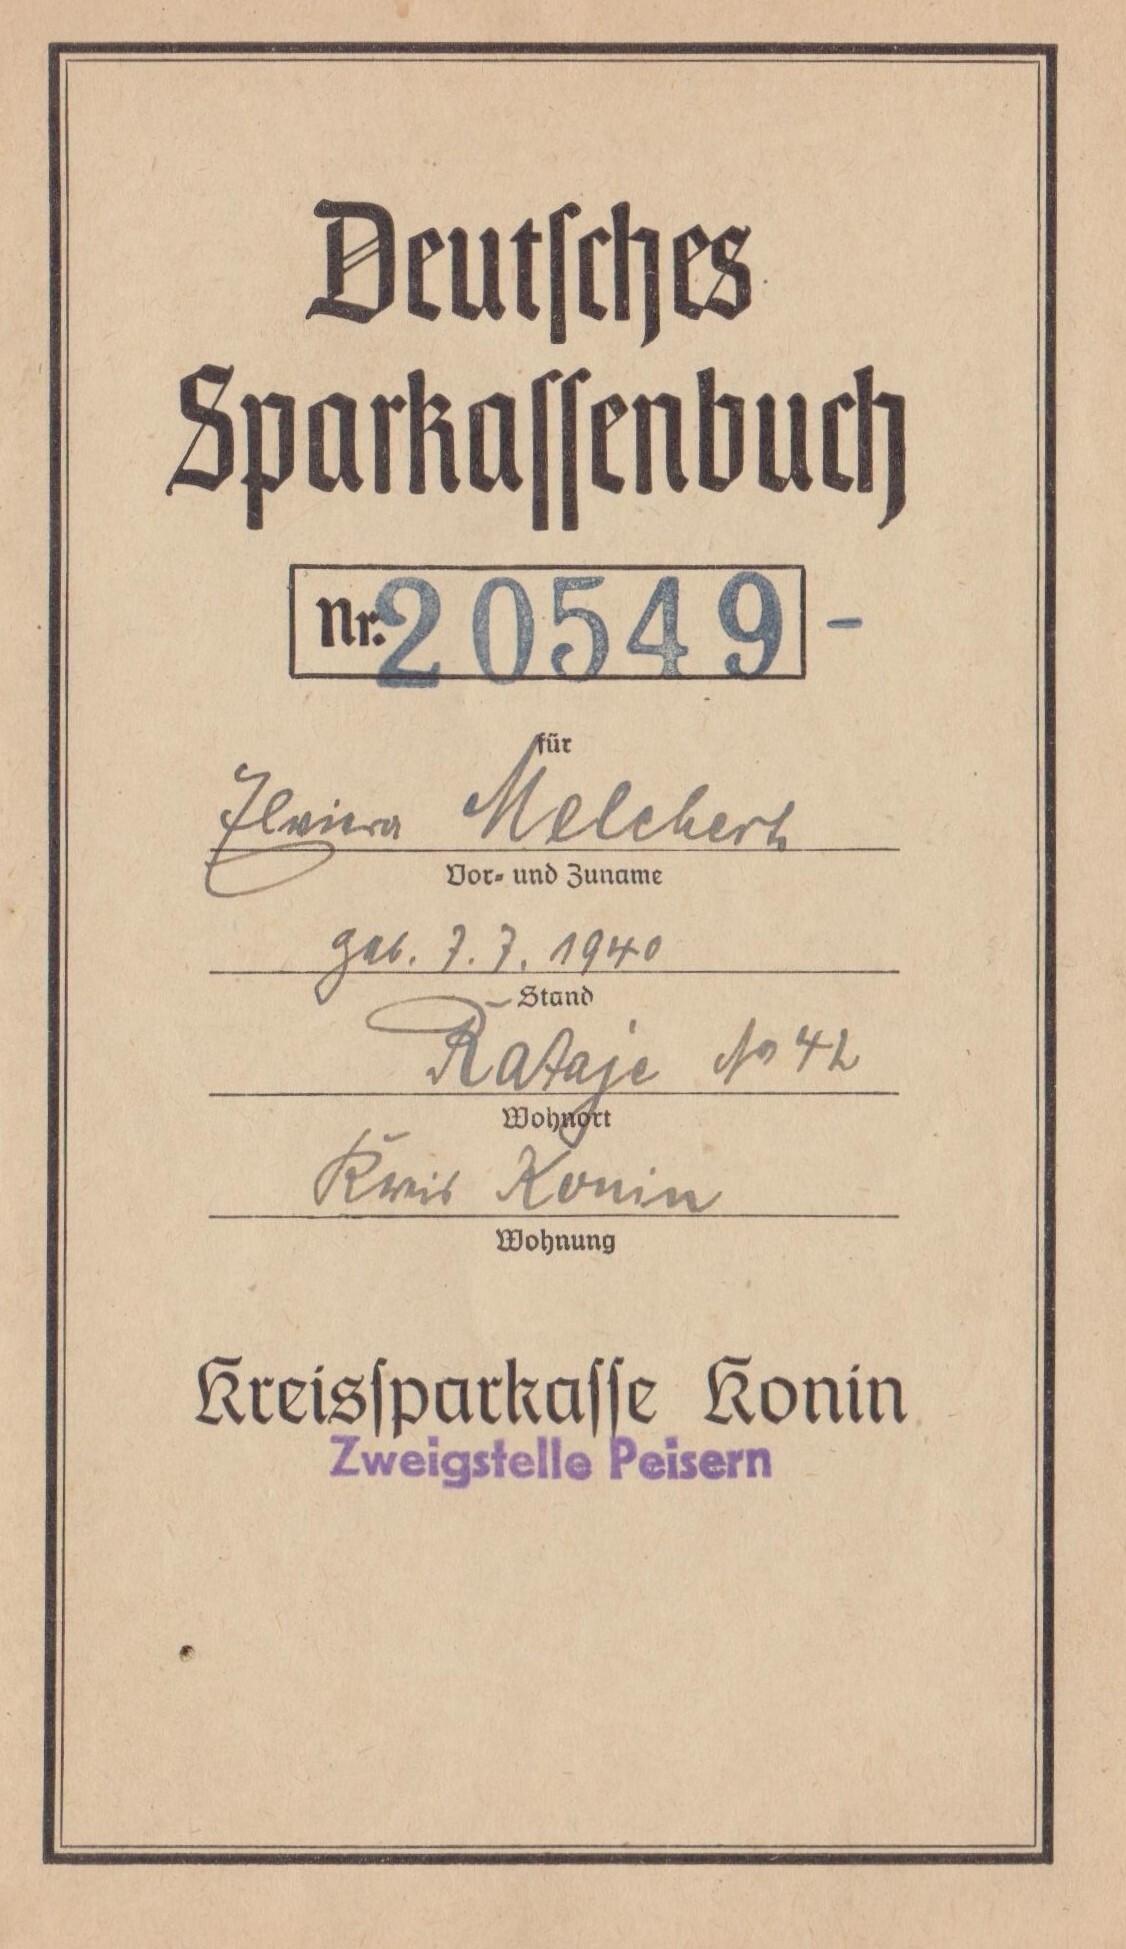 Deutsches
Sparkassenbuch
Nr. 20549 -
für
Elviera Melchert
Vor- und Zuname
geb. 7. 7. 1940
Stand
Rataje No 42
Wohnort
Kreis Konin
Wohnung
Kreissparkasse Konin
Zweigstelle Peisern